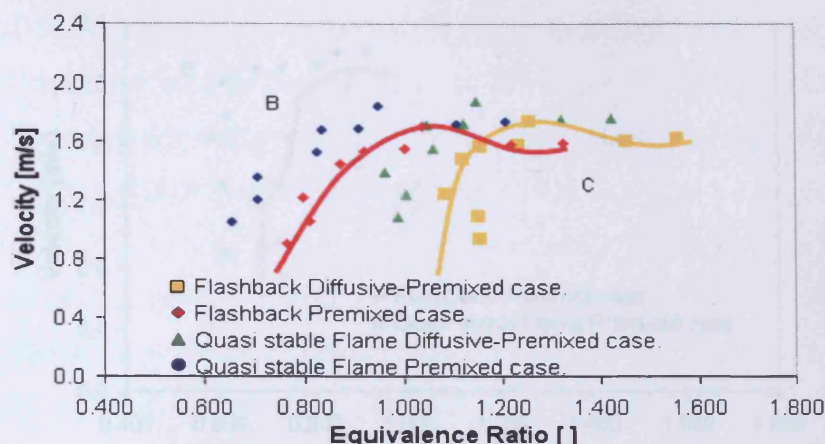 2.4
2.0
1.6
1.2
0.8
0.4
0.0
Velocity [m/s]
B
C
Flashback Diffusive-Premixed case.
Flashback Premixed case.
Quasi stable Flame Diffusive-Premixed case.
Quasi stable Flame Premixed case.
0.400 0.600 0.800 1.000 1.200 1.400 1.600 1.800
Equivalence Ratio [ ]